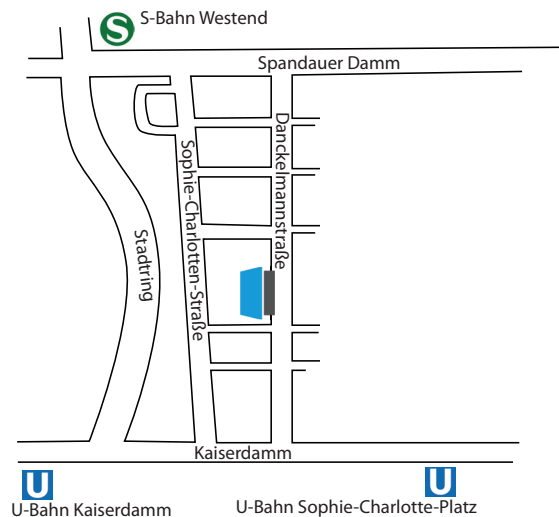 S
S-Bahn Westend
Spandauer Damm
Danckelmannstraße
Sophie-Charlotten-Straße
Stadtring
Kaiserdamm
U
U
U-Bahn Kaiserdamm
U-Bahn Sophie-Charlotte-Platz